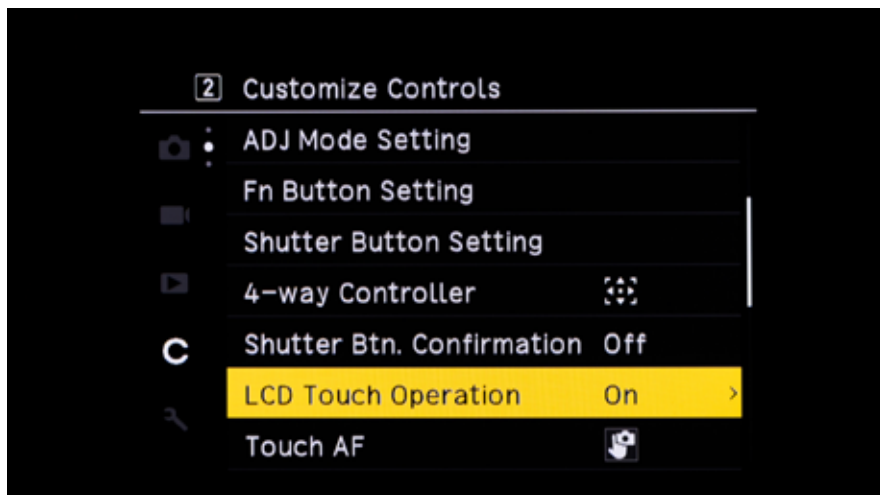 2 Customize Controls
ADJ Mode Setting
Fn Button Setting
Shutter Button Setting
4-way Controller
C Shutter Btn. Confirmation Off
LCD Touch Operation On >
Touch AF